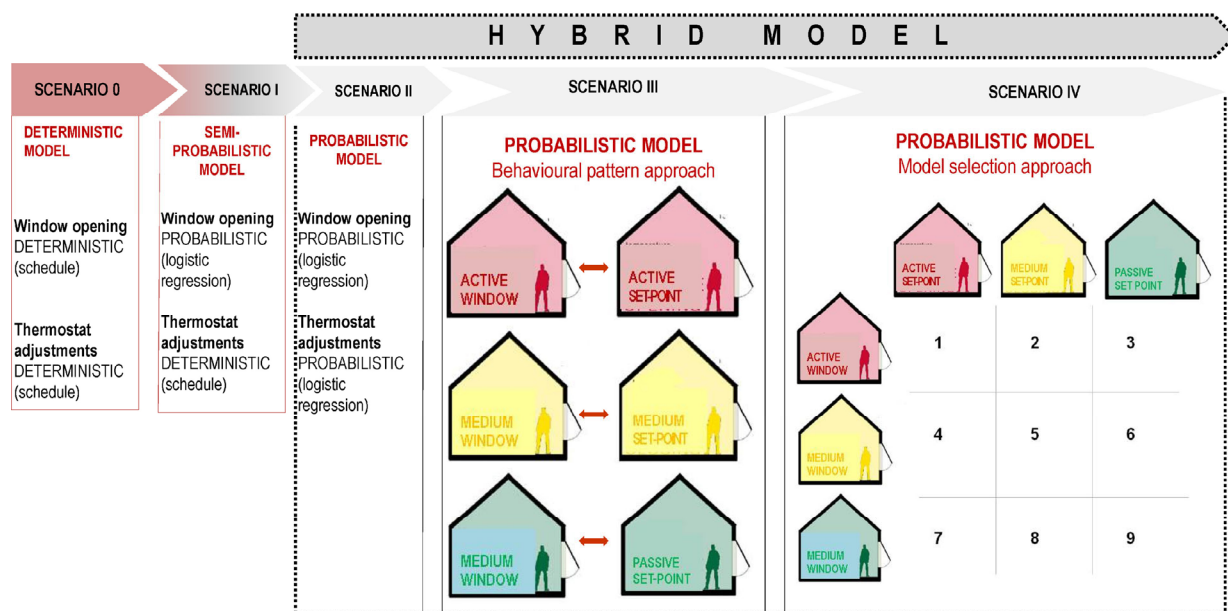 HYBRID MODEL
SCENARIO 0
SCENARIO I
SCENARIO II
SCENARIO III
SCENARIO IV
DETERMINISTIC
MODEL
Window opening
DETERMINISTIC
(schedule)
Thermostat
adjustments
DETERMINISTIC
(schedule)
SEMI-
PROBABILISTIC
MODEL
Window opening
PROBABILISTIC
(logistic
regression)
Thermostat
adjustments
DETERMINISTIC
(schedule)
PROBABILISTIC
MODEL
Window opening
PROBABILISTIC
(logistic
regression)
Thermostat
adjustments
PROBABILISTIC
(logistic
regression)
PROBABILISTIC MODEL
Behavioural pattern approach
ACTIVE
WINDOW
ACTIVE
SET-POINT
MEDIUM
WINDOW
MEDIUM
SET-POINT
MEDIUM
WINDOW
PASSIVE
SET-POINT
PROBABILISTIC MODEL
Model selection approach
ACTIVE
SET-POINT
MEDIUM
SET-POINT
PASSIVE
SET POINT
ACTIVE
WINDOW
1 2 3
MEDIUM
WINDOW
4 5 6
MEDIUM
WINDOW
7 8 9